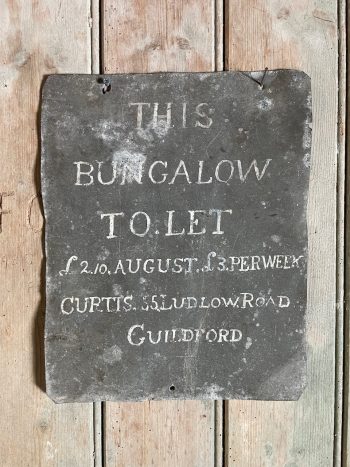 THIS
BUNGALOW
TO.LET
£2.10. AUGUST. £3. PER WEEK
CURTIS. 55 LUDLOW. ROAD
GUILDFORD